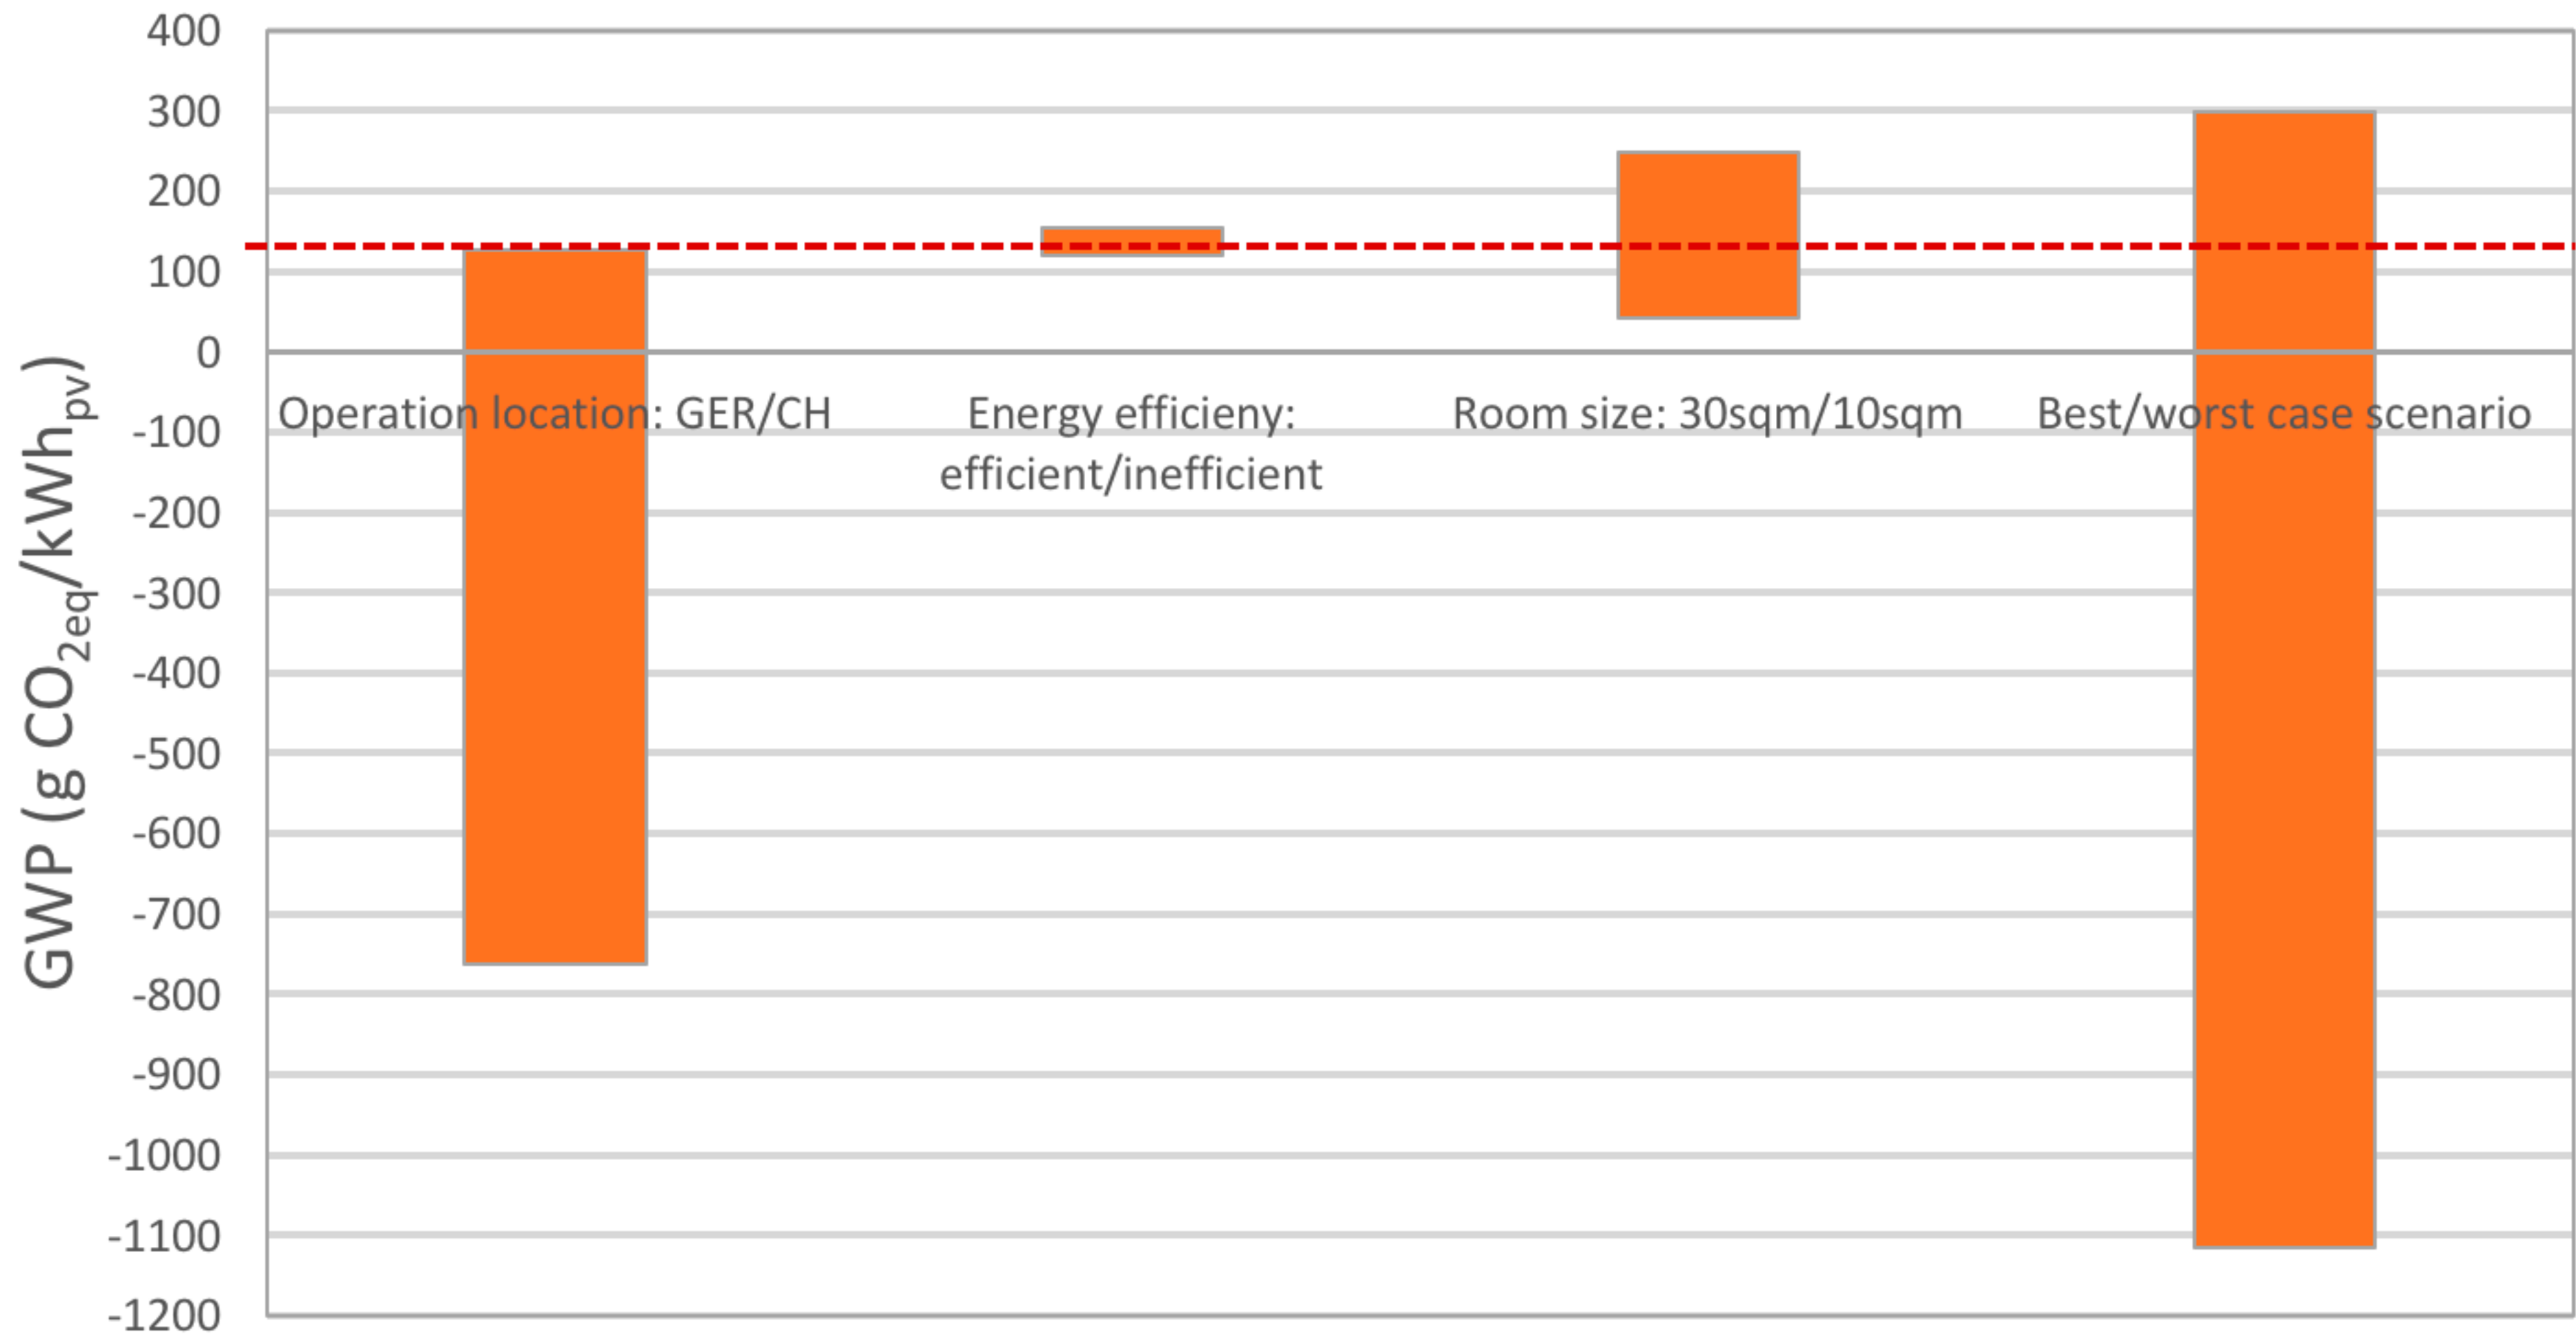 400
300
200
100
0
-100
-200
-300
-400
-500
-600
-700
-800
-900
-1000
-1100
-1200
GWP (g CO2eq/kWhpv)
Operation location: GER/CH
Energy efficieny:
efficient/inefficient
Room size: 30sqm/10sqm
Best/worst case scenario